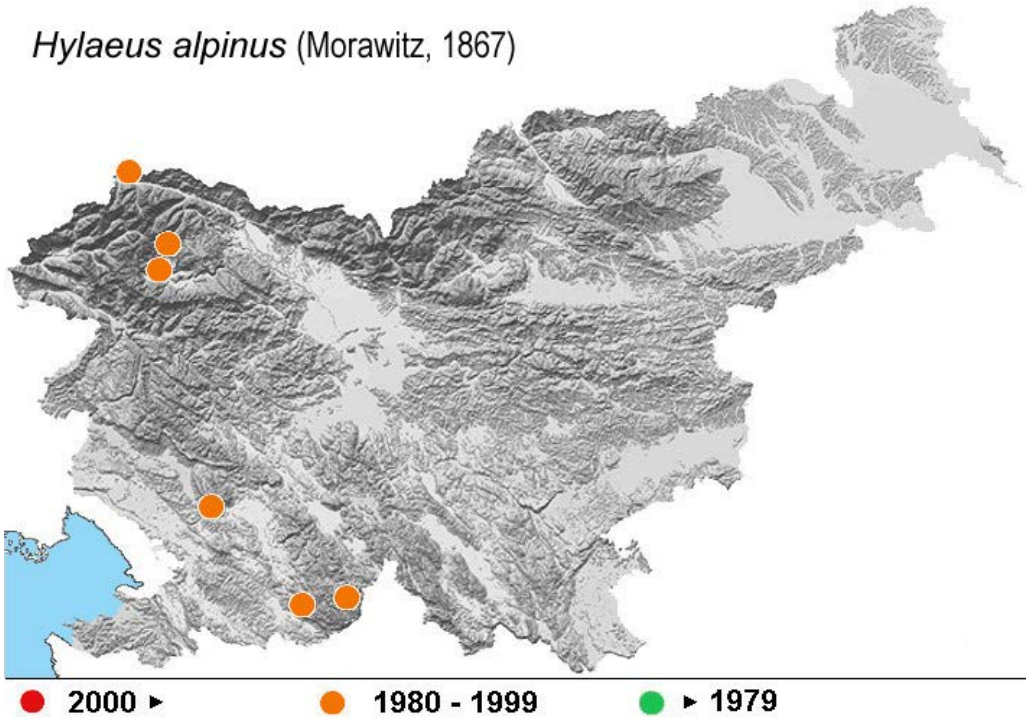 Hylaeus alpinus (Morawitz, 1867)
2000 ► 1980 - 1999 ► 1979